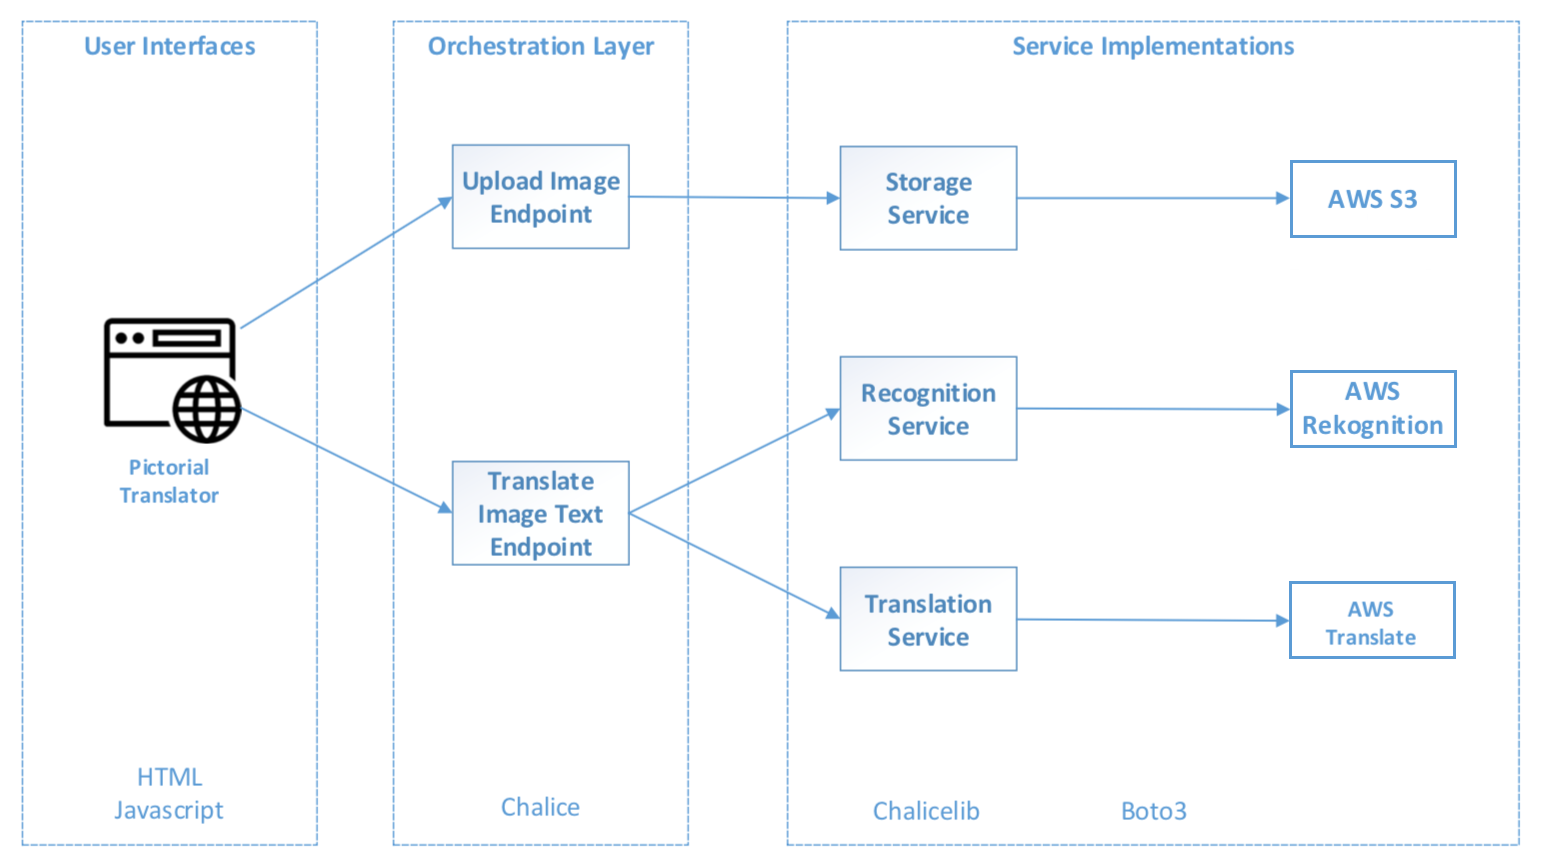 User Interfaces
Orchestration Layer
Service Implementations
Upload Image
Endpoint
Storage
Service
AWS S3
Pictorial
Translator
Recognition
Service
AWS
Rekognition
Translate
Image Text
Endpoint
Translation
Service
AWS
Translate
HTML
Javascript
Chalice
Chalicelib
Boto3